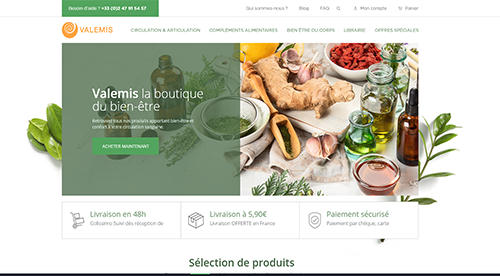 Besoin d'aide ? +33 (0)2 47 91 54 57
Qui sommes-nous ? Blog FAQ Mon compte Panier
VALEMIS
CIRCULATION & ARTICULATION COMPLÉMENTS ALIMENTAIRES BIEN ÊTRE DU CORPS LIBRAIRIE OFFRES SPÉCIALES
Valemis la boutique
du bien-être
Retrouvez tous nos produits apportant bien-être et
confort à votre circulation sanguine.
ACHETER MAINTENANT
Livraison en 48h
Colissimo Suivi dès réception de
Livraison à 5,90€
Livraison OFFERTE en France
Paiement sécurisé
Paiement par chèque, carte
Sélection de produits